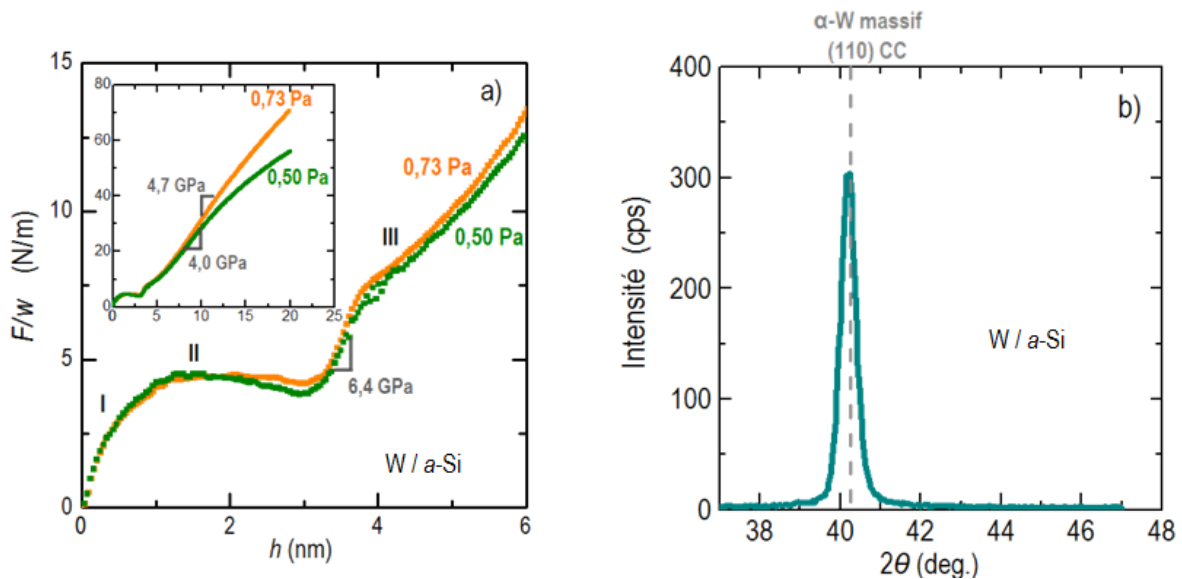 a)
15
10
5
0
F/w (N/m)
0
2
4
6
h (nm)
80
60
40
20
0
0
5
10
15
20
25
0,73 Pa
0,50 Pa
4,7 GPa
4,0 GPa
0,73 Pa
0,50 Pa
I
II
III
6,4 GPa
W / a-Si
α-W massif
(110) CC
b)
400
300
200
100
0
Intensité (cps)
38
40
42
44
46
48
2θ (deg.)
W / a-Si